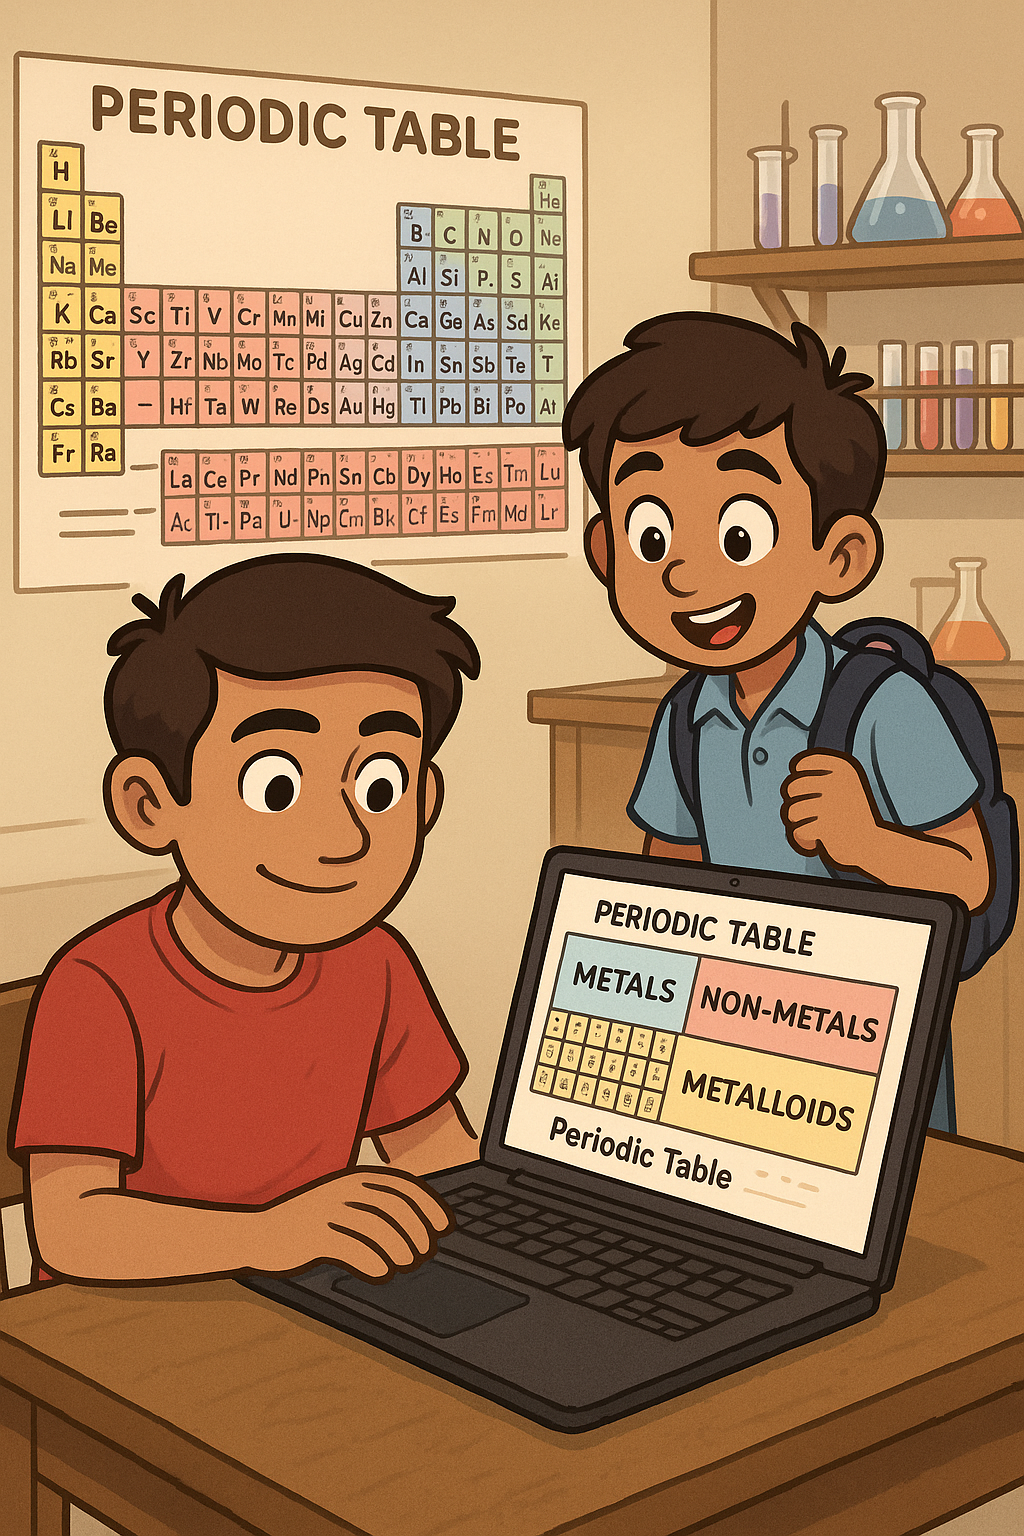 PERIODIC TABLE
H
He
LI Be B C N O Ne
Na Me Al Si P. S Ai
K Ca Sc Ti V Cr Mn Mi Cu Zn Ca Ge As Sd Ke
Rb Sr Y Zr Nb Mo Tc Pd Ag Cd In Sn Sb Te T
Cs Ba – Hf Ta W Re Ds Au Hg Tl Pb Bi Po At
Fr Ra
La Ce Pr Nd Pn Sn Cb Dy Ho Es Tm Lu
Ac Tl- Pa U- Np Cm Bk Cf Es Fm Md Lr
PERIODIC TABLE
METALS NON-METALS
METALLOIDS
Periodic Table